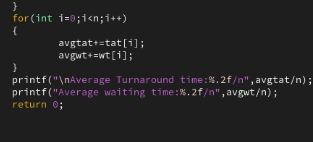 }
for(int i=0;i<n;i++)
{
avgtat+=tat[i];
avgwt+=wt[i];
}
printf("\nAverage Turnaround time:%.2f/n",avgtat/n);
printf("Average waiting time:%.2f/n",avgwt/n);
return 0;